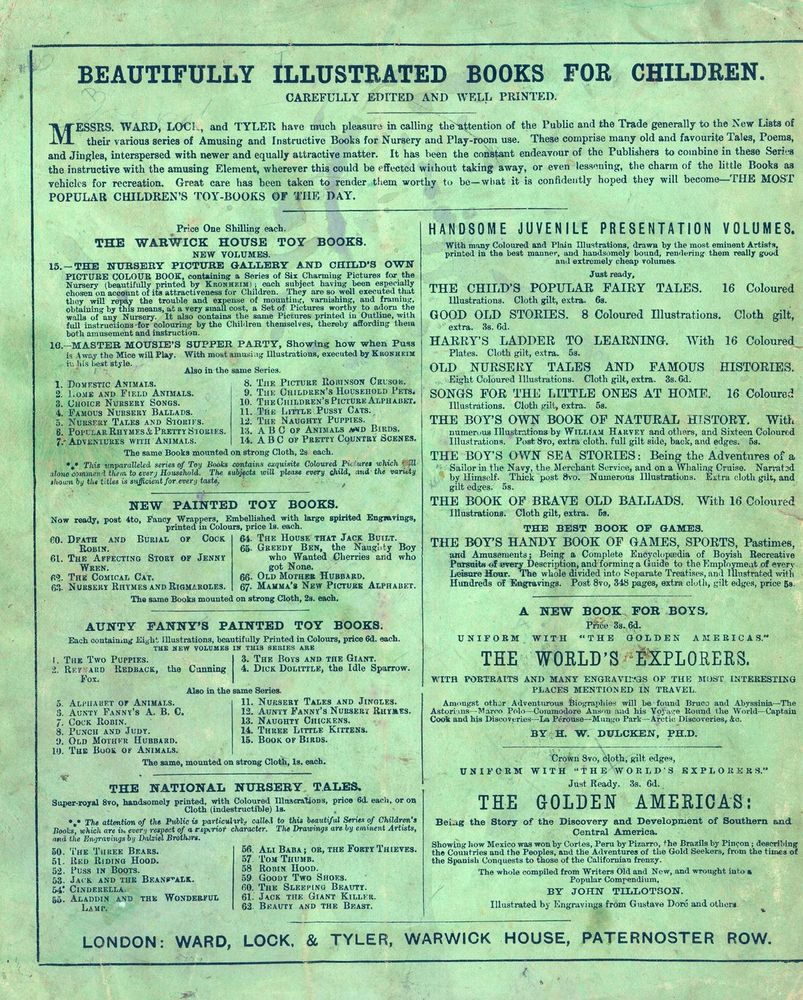 BEAUTIFULLY ILLUSTRATED BOOKS FOR CHILDREN.
CAREFULLY EDITED AND WELL PRINTED.
MESSRS. WARD, LOCK, and TYLER have much pleasure in calling the attention of the Public and the Trade generally to the New Lists of
their various series of Amusing and Instructive Books for Nursery and Play-room use. These comprise many old and favourite Tales, Poems,
and Jingles, interspersed with newer and equally attractive matter. It has been the constant endeavour of the Publishers to combine in these Series
the instructive with the amusing Element, wherever this could be effected without taking away, or even lessening, the charm of the little Books as
vehicles for recreation. Great care has been taken to render them worthy to be—what it is confidently hoped they will become—THE MOST
POPULAR CHILDREN'S TOY-BOOKS OF THE DAY.
Price One Shilling each.
THE WARWICK HOUSE TOY BOOKS.
NEW VOLUMES.
15.—THE NURSERY PICTURE GALLERY AND CHILD'S OWN
PICTURE COLOUR BOOK, containing a Series of Six Charming Pictures for the
Nursery (beautifully printed by KRONHEIM); each subject having been especially
chosen on account of its attractiveness for Children. They are so well executed that
they will repay the trouble and expense of mounting, varnishing, and framing,
obtaining by this means, at a very small cost, a Set of Pictures worthy to adorn the
walls of any Nursery. It also contains the same Pictures printed in Outline, with
full instructions for colouring by the Children themselves, thereby affording them
both amusement and instruction.
16.—MASTER MOUSIE'S SUPPER PARTY, Showing how when Puss
is Away the Mice will Play. With most amusing Illustrations, executed by KRONHEIM
in his best style.
Also in the same Series.
1. DOMESTIC ANIMALS.
2. HOME AND FIELD ANIMALS.
3. CHOICE NURSERY SONGS.
4. FAMOUS NURSERY BALLADS.
5. NURSERY TALES AND STORIES.
6. POPULAR RHYMES & PRETTY STORIES.
7. ADVENTURES WITH ANIMALS.
8. THE PICTURE ROBINSON CRUSOE.
9. THE CHILDREN'S HOUSEHOLD PETS.
10. THE CHILDREN'S PICTURE ALPHABET.
11. THE LITTLE PUSSY CATS.
12. THE NAUGHTY PUPPIES.
13. A B C OF ANIMALS AND BIRDS.
14. A B C OF PRETTY COUNTRY SCENES.
The same Books mounted on strong Cloth, 2s each.
*** This unparalleled series of Toy Books contains exquisite Coloured Pictures which will
alone commend them to every Household. The subjects will please every child, and the variety
shown by the titles is sufficient for every taste.
NEW PAINTED TOY BOOKS.
Now ready, post 4to, Fancy Wrappers, Embellished with large spirited Engravings,
printed in Colours, price 1s. each.
60. DEATH AND BURIAL OF COCK
ROBIN.
61. THE AFFECTING STORY OF JENNY
WREN.
62. THE COMICAL CAT.
63. NURSERY RHYMES AND RIGMAROLES.
64. THE HOUSE THAT JACK BUILT.
65. GREEDY BEN, the Naughty Boy
who Wanted Cherries and who
got None.
66. OLD MOTHER HUBBARD.
67. MAMMA'S NEW PICTURE ALPHABET.
The same Books mounted on strong Cloth, 2s. each.
AUNTY FANNY'S PAINTED TOY BOOKS.
Each containing Eight Illustrations, beautifully Printed in Colours, price 6d. each.
THE NEW VOLUMES IN THIS SERIES ARE
1. THE TWO PUPPIES.
2. REYNARD REDBACK, the Cunning
Fox.
3. THE BOYS AND THE GIANT.
4. DICK DOLITTLE, the Idle Sparrow.
Also in the same Series.
5. ALPHABET OF ANIMALS.
6. AUNTY FANNY'S A. B. C.
7. COCK ROBIN.
8. PUNCH AND JUDY.
9. OLD MOTHER HUBBARD.
10. THE BOOK OF ANIMALS.
11. NURSERY TALES AND JINGLES.
12. AUNTY FANNY'S NURSERY RHYMES.
13. NAUGHTY CHICKENS.
14. THREE LITTLE KITTENS.
15. BOOK OF BIRDS.
The same, mounted on strong Cloth, 1s. each.
THE NATIONAL NURSERY TALES.
Super-royal 8vo, handsomely printed, with Coloured Illustrations, price 6d each, or on
Cloth (indestructible) 1s.
*** The attention of the Public is particularly called to this beautiful Series of Children's
Books, which are in every respect of a superior character. The Drawings are by eminent Artists,
and the Engravings by Dalziel Brothers.
50. THE THREE BEARS.
51. RED RIDING HOOD.
52. PUSS IN BOOTS.
53. JACK AND THE BEANSTALK.
54. CINDERELLA.
55. ALADDIN AND THE WONDERFUL
LAMP.
56. ALI BABA; OR, THE FORTY THIEVES.
57. TOM THUMB.
58 ROBIN HOOD.
59. GOODY TWO SHOES.
60. THE SLEEPING BEAUTY.
61. JACK THE GIANT KILLER.
62. BEAUTY AND THE BEAST.
HANDSOME JUVENILE PRESENTATION VOLUMES.
With many Coloured and Plain Illustrations, drawn by the most eminent Artists,
printed in the best manner, and handsomely bound, rendering them really good
and extremely cheap volumes.
Just ready,
THE CHILD'S POPULAR FAIRY TALES. 16 Coloured
Illustrations. Cloth gilt, extra. 6s.
GOOD OLD STORIES. 8 Coloured Illustrations. Cloth gilt,
extra. 3s. 6d.
HARRY'S LADDER TO LEARNING. With 16 Coloured
Plates. Cloth gilt, extra. 5s.
OLD NURSERY TALES AND FAMOUS HISTORIES.
Eight Coloured Illustrations. Cloth gilt, extra. 3s. 6d.
SONGS FOR THE LITTLE ONES AT HOME. 16 Coloured
Illustrations. Cloth gilt, extra. 5s.
THE BOY'S OWN BOOK OF NATURAL HISTORY. With
numerous Illustrations by WILLIAM HARVEY and others, and Sixteen Coloured
Illustrations. Post 8vo, extra cloth, full gilt side, back, and edges. 5s.
THE BOY'S OWN SEA STORIES: Being the Adventures of a
Sailor in the Navy, the Merchant Service, and on a Whaling Cruise. Narrated
by Himself. Thick post 8vo. Numerous Illustrations. Extra cloth gilt, and
gilt edges. 5s.
THE BOOK OF BRAVE OLD BALLADS. With 16 Coloured
Illustrations. Cloth gilt, extra. 5s.
THE BEST BOOK OF GAMES.
THE BOY'S HANDY BOOK OF GAMES, SPORTS, Pastimes,
and Amusements; Being a Complete Encyclopædia of Boyish Recreative
Pursuits of every Description, and forming a Guide to the Employment of every
Leisure Hour. The whole divided into Separate Treatises, and Illustrated with
Hundreds of Engravings. Post 8vo, 348 pages, extra cloth, gilt edges, price 5s.
A NEW BOOK FOR BOYS.
Price 3s. 6d.
UNIFORM WITH "THE GOLDEN AMERICAS."
THE WORLD'S EXPLORERS.
WITH PORTRAITS AND MANY ENGRAVINGS OF THE MOST INTERESTING
PLACES MENTIONED IN TRAVEL.
Amongst other Adventurous Biographies will be found Bruce and Abyssinia—The
Astorians—Marco Polo—Commodore Anson and his Voyage Round the World—Captain
Cook and his Discoveries—La Pérouse—Mungo Park—Arctic Discoveries, &c.
BY H. W. DULCKEN, PH.D.
Crown 8vo, cloth, gilt edges,
UNIFORM WITH "THE WORLD'S EXPLORERS."
Just Ready. 3s. 6d.
THE GOLDEN AMERICAS:
Being the Story of the Discovery and Development of Southern and
Central America.
Showing how Mexico was won by Cortes, Peru by Pizarro, the Brazils by Pinçon; describing
the Countries and the Peoples, and the Adventures of the Gold Seekers, from the times of
the Spanish Conquests to those of the Californian frenzy.
The whole compiled from Writers Old and New, and wrought into a
Popular Compendium,
BY JOHN TILLOTSON.
Illustrated by Engravings from Gustave Doré and others.
LONDON: WARD, LOCK, & TYLER, WARWICK HOUSE, PATERNOSTER ROW.